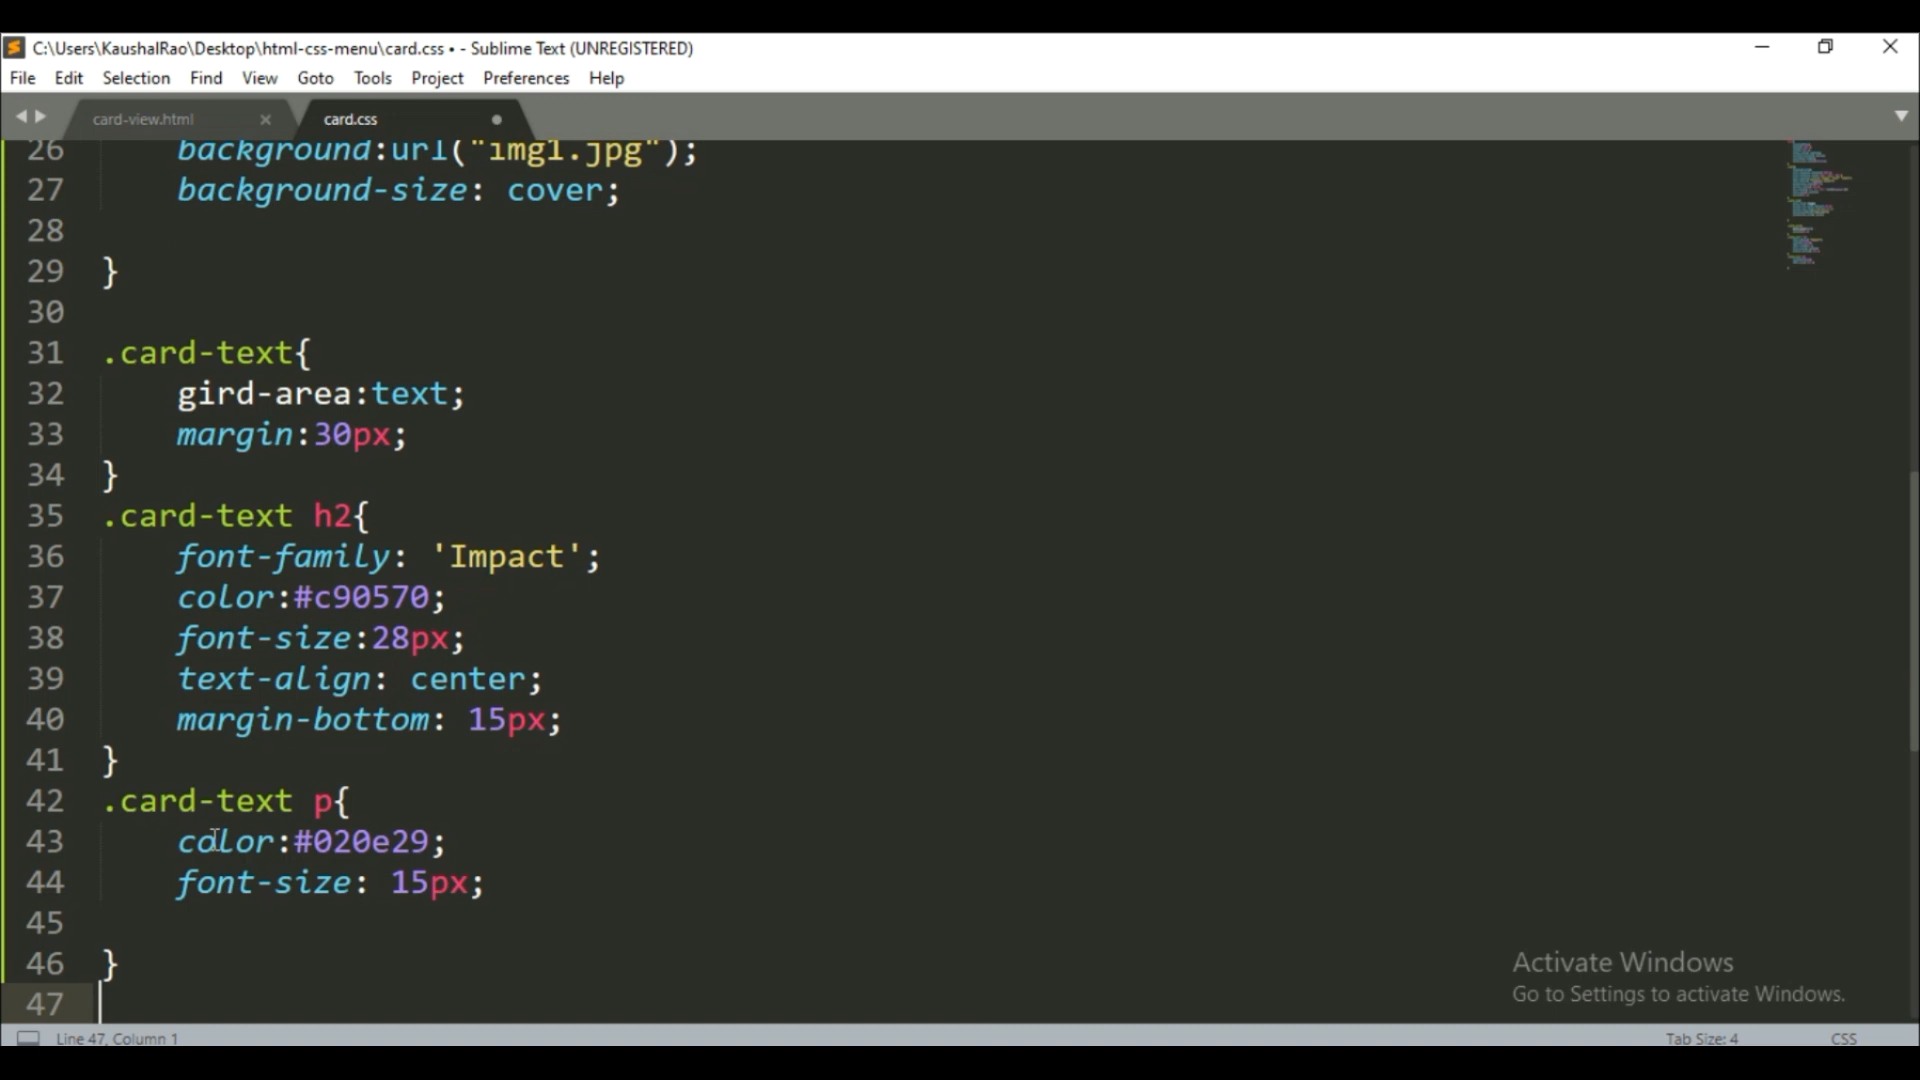 C:\Users\KaushalRao\Desktop\html-css-menu\card.css • - Sublime Text (UNREGISTERED)
File Edit Selection Find View Goto Tools Project Preferences Help
card-view.html card.css
26 background:url("img1.jpg");
27 background-size: cover;
28
29 }
30
31 .card-text{
32 gird-area:text;
33 margin:30px;
34 }
35 .card-text h2{
36 font-family: 'Impact';
37 color:#c90570;
38 font-size:28px;
39 text-align: center;
40 margin-bottom: 15px;
41 }
42 .card-text p{
43 color:#020e29;
44 font-size: 15px;
45
46 }
47
Activate Windows
Go to Settings to activate Windows.
Line 47, Column 1 Tab Size: 4 CSS